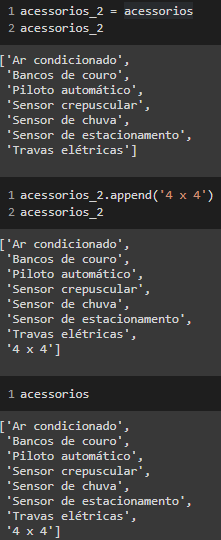 1 acessorios_2 = acessorios
2 acessorios_2
['Ar condicionado',
'Bancos de couro',
'Piloto automático',
'Sensor crepuscular',
'Sensor de chuva',
'Sensor de estacionamento',
'Travas elétricas']
1 acessorios_2.append('4 x 4')
2 acessorios_2
['Ar condicionado',
'Bancos de couro',
'Piloto automático',
'Sensor crepuscular',
'Sensor de chuva',
'Sensor de estacionamento',
'Travas elétricas',
'4 x 4']
1 acessorios
['Ar condicionado',
'Bancos de couro',
'Piloto automático',
'Sensor crepuscular',
'Sensor de chuva',
'Sensor de estacionamento',
'Travas elétricas',
'4 x 4']